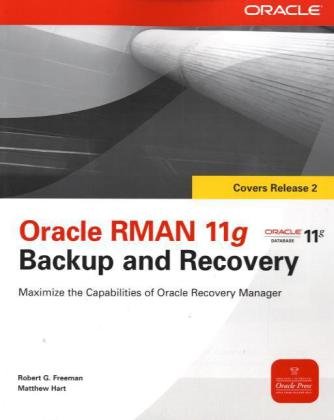 ORACLE
Covers Release 2
Oracle RMAN 11g
ORACLE
DATABASE
11g
Backup and Recovery
Maximize the Capabilities of Oracle Recovery Manager
Robert G. Freeman
Matthew Hart
Oracle Press